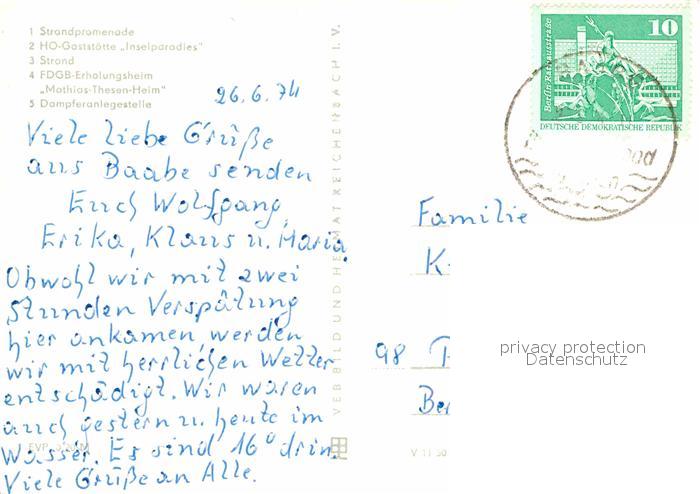 1 Strandpromenade
2 HO-Gaststätte „Inselparadies"
3 Strand
4 FDGB-Erholungsheim
„Mathias-Thesen-Heim"
5 Dampferanlegestelle
26.6.74
Viele liebe Grüße
aus Baabe senden
Euch Wolfgang,
Erika, Klaus u. Maria.
Obwohl wir mit zwei
Stunden Verspätung
hier ankamen, werden
wir mit herrlichen Wetter
entschädigt. Wir waren
auch gestern u. heute im
Wasser. Es sind 16° drin.
Viele Grüße an Alle.
VEB BILD UND HEIMAT REICHENBACH I. V.
V 11 50
10
Berlin, Rathausstraße
DEUTSCHE DEMOKRATISCHE REPUBLIK
Familie
K.
98
Be
privacy protection
Datenschutz